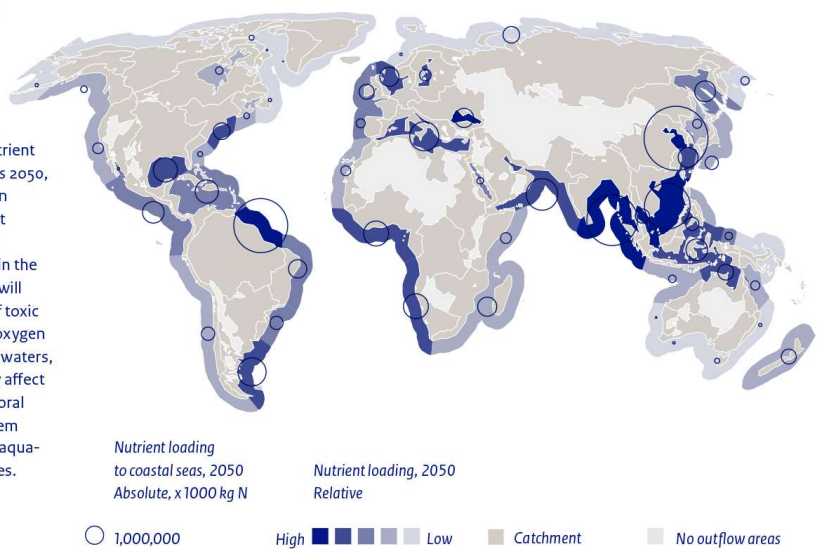 trient
s 2050,
n
t
in the
will
f toxic
oxygen
waters,
affect
oral
em
aqua-
es.
Nutrient loading
to coastal seas, 2050
Absolute, x 1000 kg N
Nutrient loading, 2050
Relative
1,000,000
High
Low
Catchment
No outflow areas